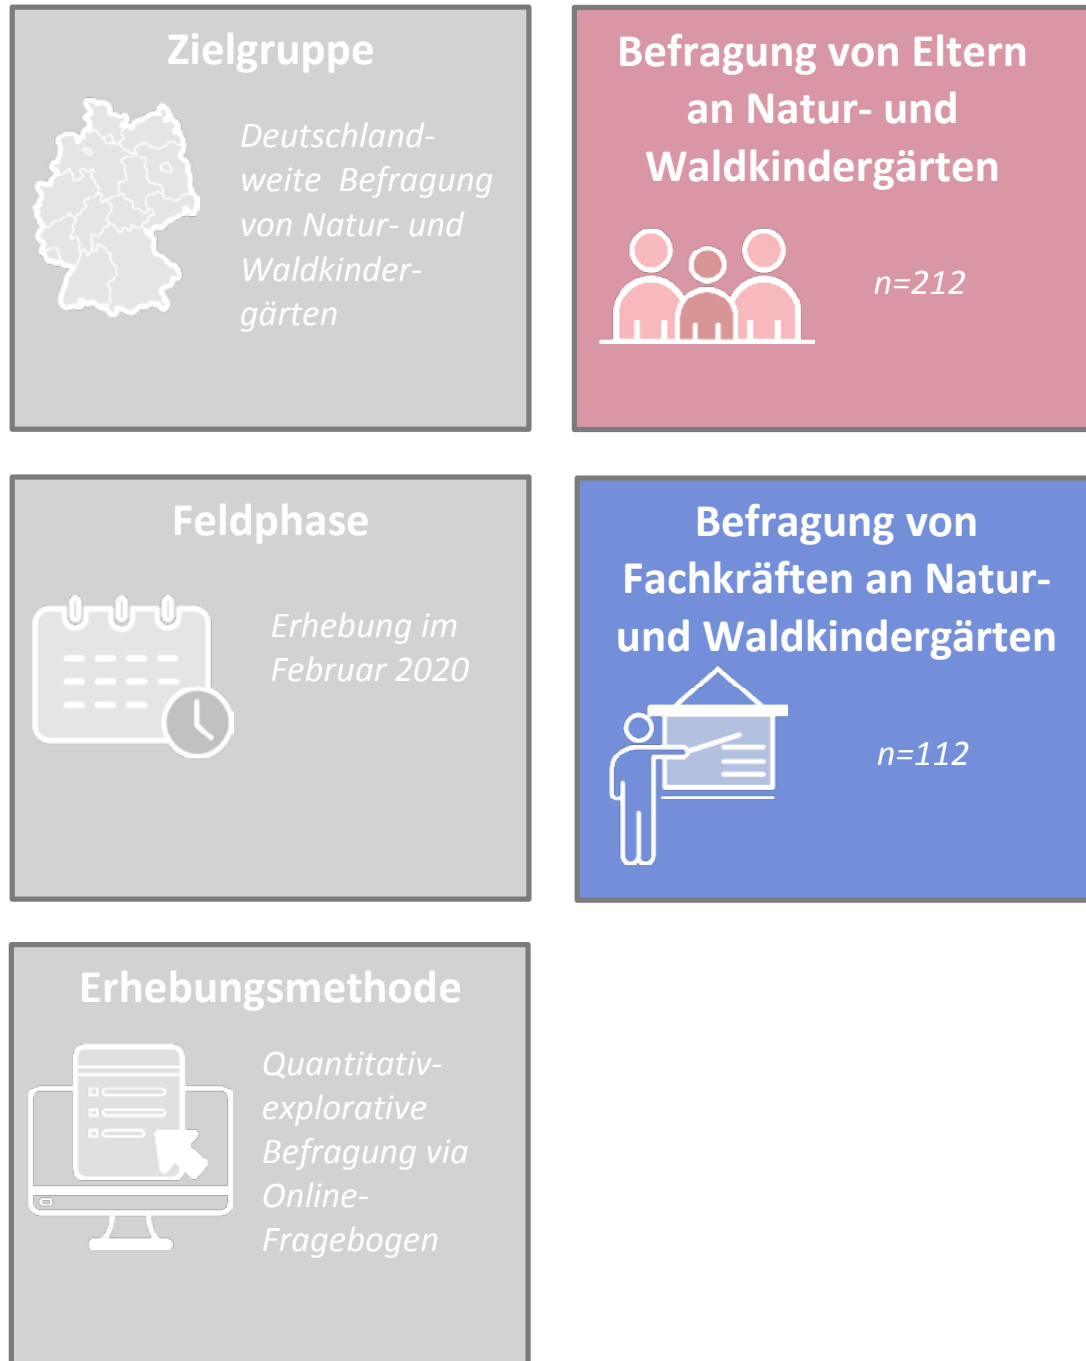 Zielgruppe
Deutschland-
weite Befragung
von Natur- und
Waldkinder-
gärten
Befragung von Eltern
an Natur- und
Waldkindergärten
n=212
Feldphase
Erhebung im
Februar 2020
Befragung von
Fachkräften an Natur-
und Waldkindergärten
n=112
Erhebungsmethode
Quantitativ-
explorative
Befragung via
Online-
Fragebogen